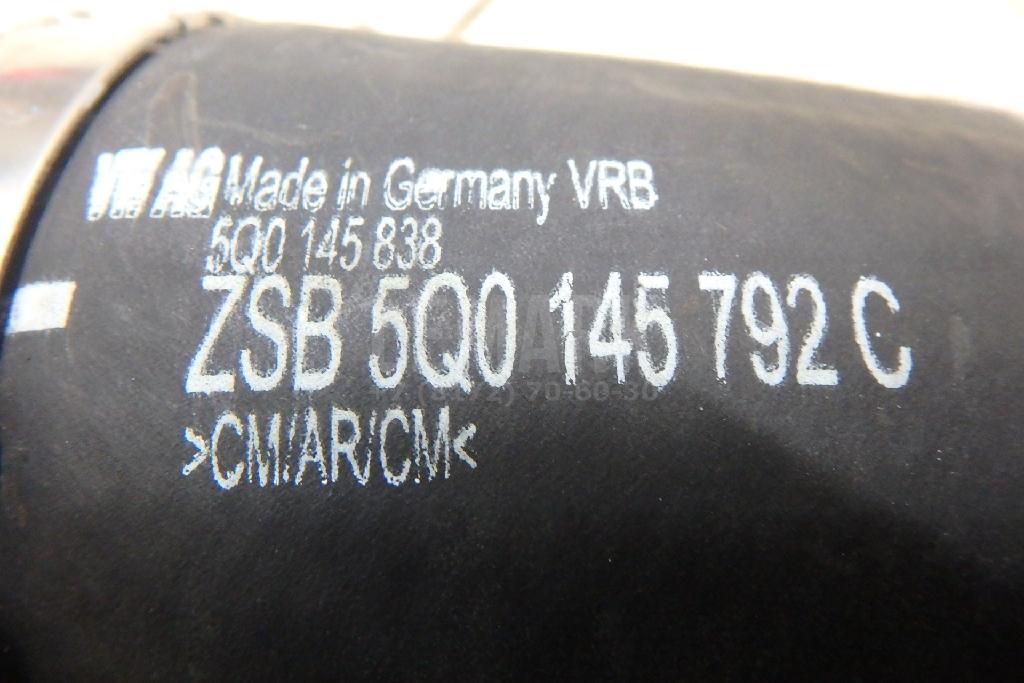 VW AG Made in Germany VRB
5Q0 145 838
ZSB 5Q0 145 792 C
>CM/AR/CM<